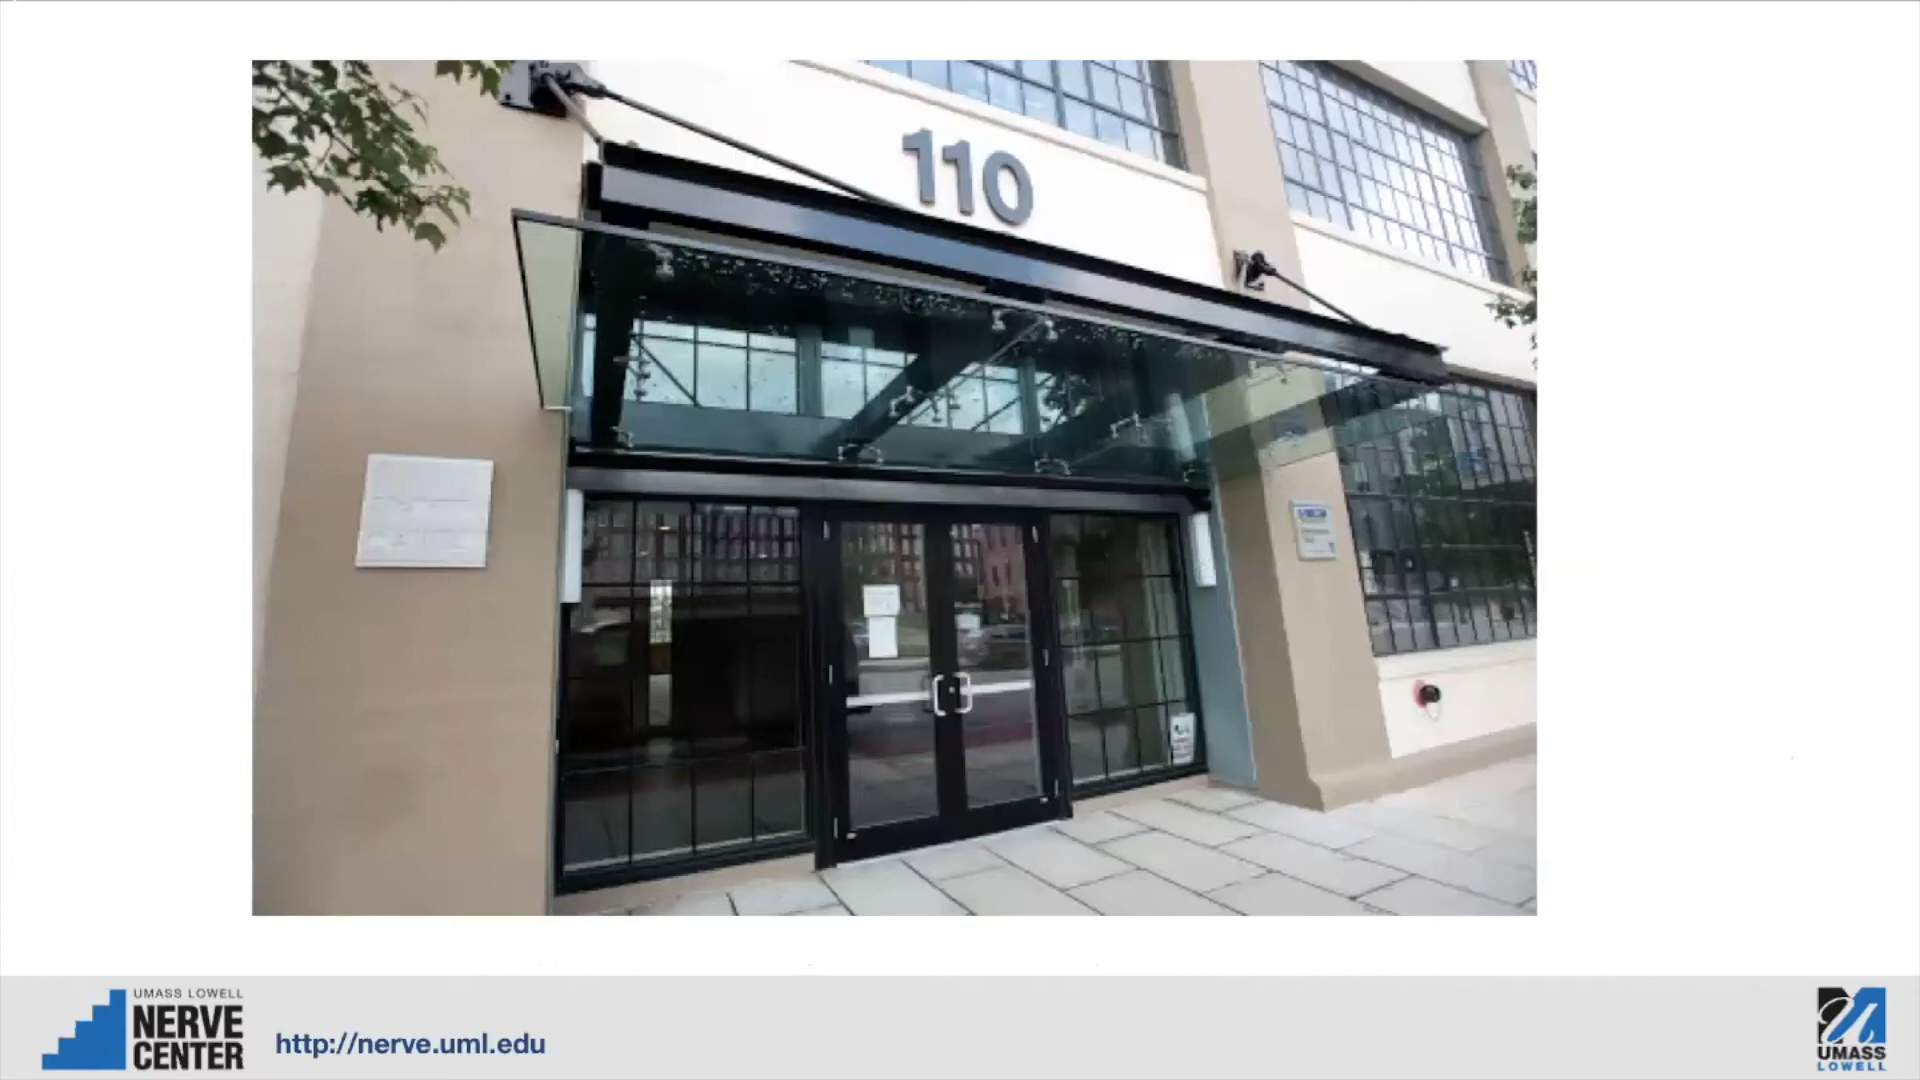 110
UMASS LOWELL
NERVE
CENTER
http://nerve.uml.edu
UMASS
LOWELL